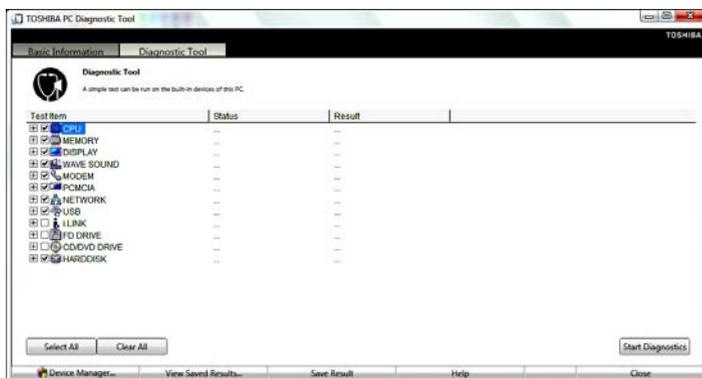 TOSHIBA PC Diagnostic Tool
TOSHIBA
Basic Information Diagnostic Tool
Diagnostic Tool
A simple test can be run on the built-in devices of this PC.
Test Item Status Result
CPU ... ...
MEMORY ... ...
DISPLAY ... ...
WAVE SOUND ... ...
MODEM ... ...
PCMCIA ... ...
NETWORK ... ...
USB ... ...
i.LINK ... ...
FD DRIVE ... ...
CD/DVD DRIVE ... ...
HARDDISK ... ...
Select All Clear All Start Diagnostics
Device Manager... View Saved Results... Save Result Help Close